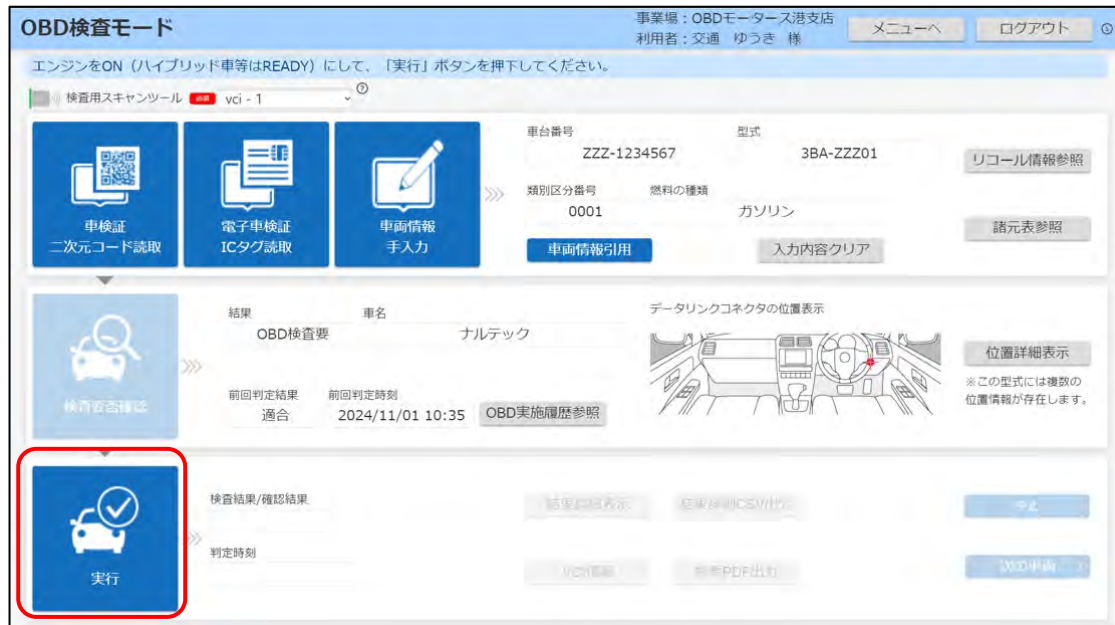 OBD検査モード
事業場：OBDモータース港支店
利用者：交通　ゆうき　様
メニューへ
ログアウト
エンジンをON（ハイブリッド車等はREADY）にして、「実行」ボタンを押下してください。
検査用スキャンツール 必須 vci - 1
車検証
二次元コード読取
電子車検証
ICタグ読取
車両情報
手入力
車台番号
ZZZ-1234567
型式
3BA-ZZZ01
類別区分番号
0001
燃料の種類
ガソリン
車両情報引用
入力内容クリア
リコール情報参照
諸元表参照
検査要否確認
結果
OBD検査要
車名
ナルテック
前回判定結果
適合
前回判定時刻
2024/11/01 10:35
OBD実施履歴参照
データリンクコネクタの位置表示
位置詳細表示
※この型式には複数の
位置情報が存在します。
実行
検査結果/確認結果
判定時刻
結果詳細表示
中止
次の車両